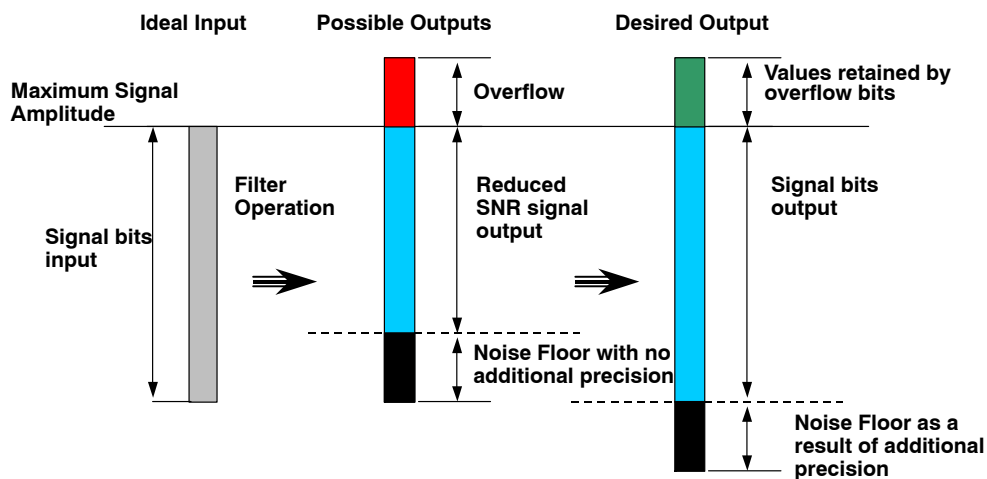 Ideal Input
Possible Outputs
Desired Output
Maximum Signal
Amplitude
Overflow
Values retained by
overflow bits
Filter
Operation
Reduced
SNR signal
output
Signal bits
output
Signal bits
input
Noise Floor with no
additional precision
Noise Floor as a
result of additional
precision